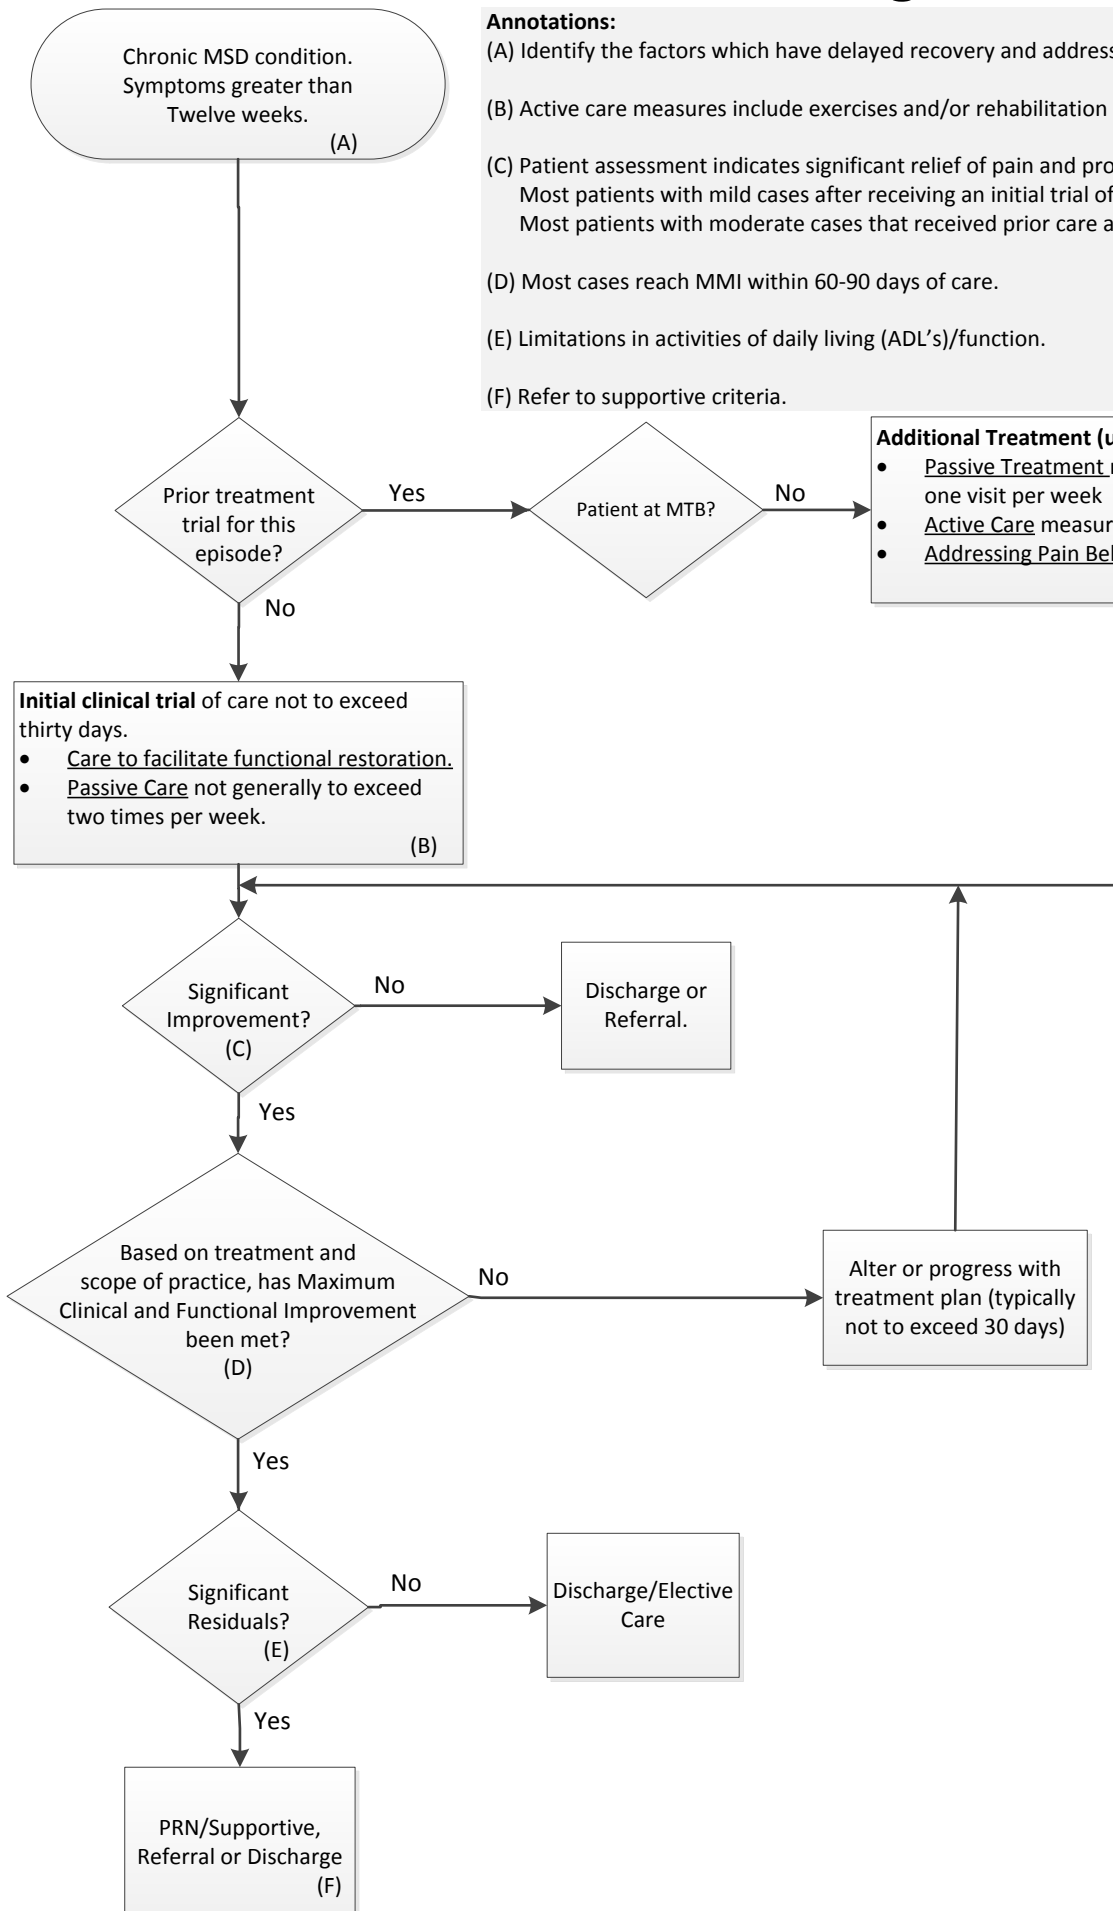 Chronic MSD condition.
Symptoms greater than
Twelve weeks.
(A)
Annotations:
(A) Identify the factors which have delayed recovery and address
(B) Active care measures include exercises and/or rehabilitation
(C) Patient assessment indicates significant relief of pain and pro
Most patients with mild cases after receiving an initial trial of
Most patients with moderate cases that received prior care a
(D) Most cases reach MMI within 60-90 days of care.
(E) Limitations in activities of daily living (ADL's)/function.
(F) Refer to supportive criteria.
Prior treatment
trial for this
episode?
Yes
Patient at MTB?
No
Additional Treatment (u
• Passive Treatment
one visit per week
• Active Care measur
• Addressing Pain Bel
No
Initial clinical trial of care not to exceed
thirty days.
• Care to facilitate functional restoration.
• Passive Care not generally to exceed
two times per week.
(B)
Significant
Improvement?
(C)
No
Discharge or
Referral.
Yes
Based on treatment and
scope of practice, has Maximum
Clinical and Functional Improvement
been met?
(D)
No
Alter or progress with
treatment plan (typically
not to exceed 30 days)
Yes
Significant
Residuals?
(E)
No
Discharge/Elective
Care
Yes
PRN/Supportive,
Referral or Discharge
(F)